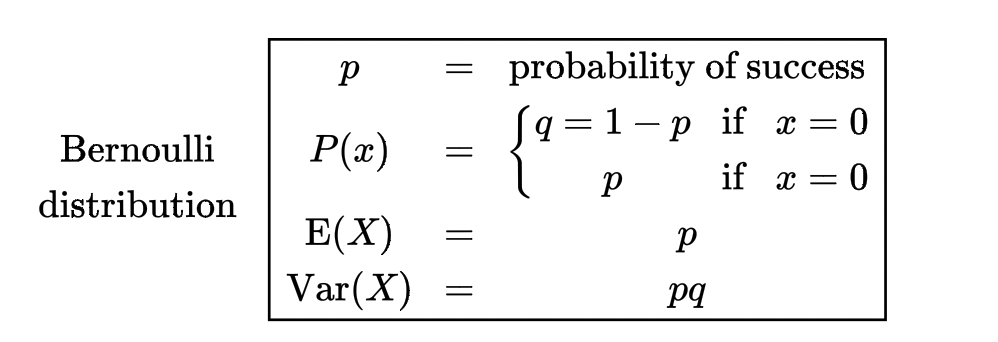 Bernoulli
distribution
p = probability of success
P(x) = { q = 1 − p if x = 0
p if x = 0
E(X) = p
Var(X) = pq